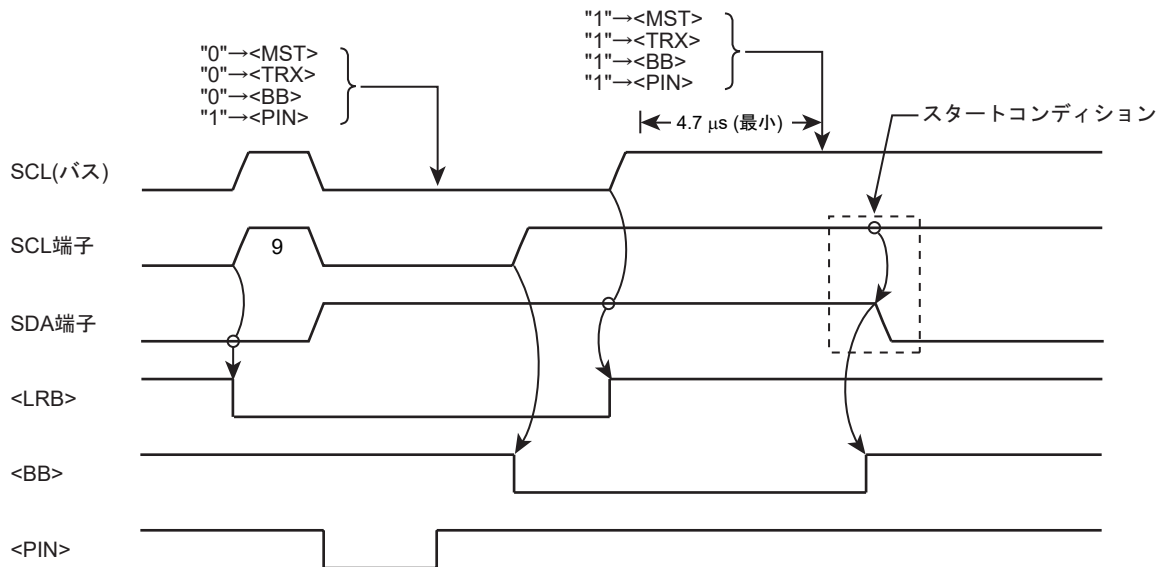 "0"→<MST>
"0"→<TRX>
"0"→<BB>
"1"→<PIN>
"1"→<MST>
"1"→<TRX>
"1"→<BB>
"1"→<PIN>
4.7 μs (最小)
スタートコンディション
SCL(バス)
SCL端子
9
SDA端子
<LRB>
<BB>
<PIN>